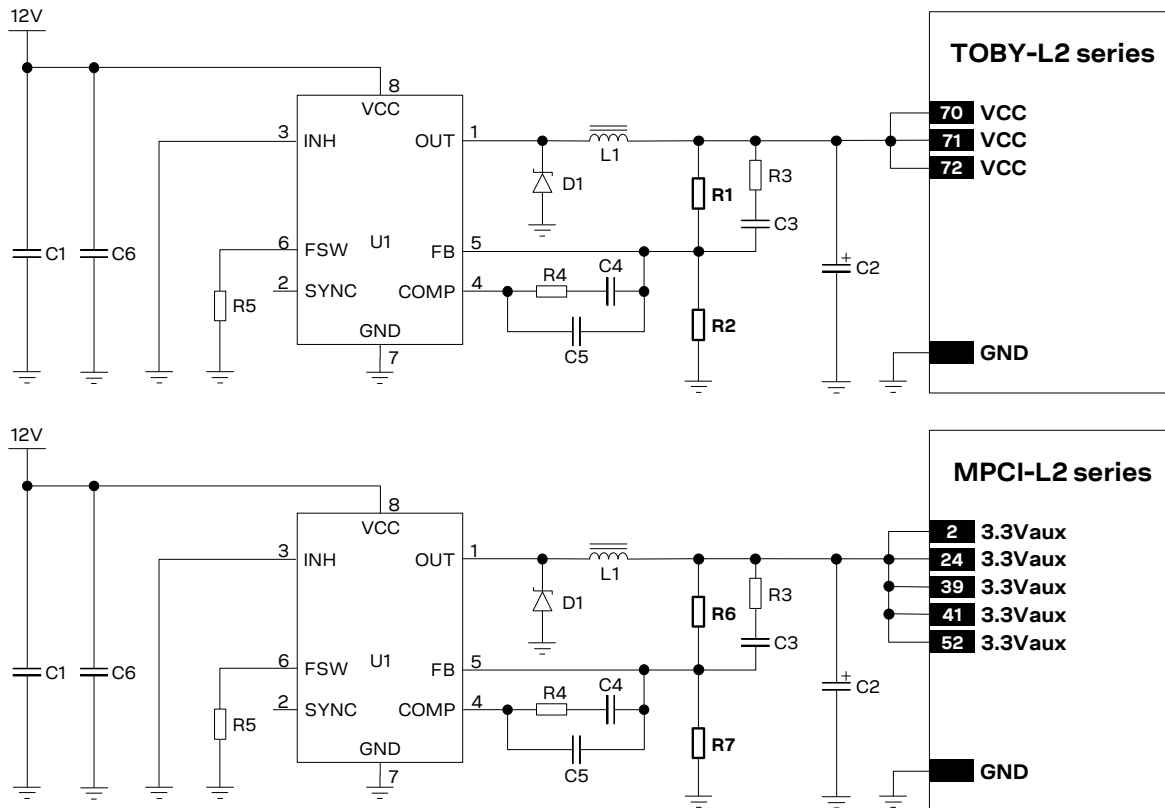 12V
TOBY-L2 series
8
VCC
70 VCC
3 INH
OUT 1
71 VCC
L1
72 VCC
D1
R1
R3
C3
C1
C6
6 FSW
U1
FB 5
R4
C4
C2
+
2 SYNC
COMP 4
R5
R2
GND
C5
7
GND
12V
MPCI-L2 series
8
VCC
2 3.3Vaux
3 INH
OUT 1
24 3.3Vaux
L1
39 3.3Vaux
D1
R6
R3
41 3.3Vaux
C3
52 3.3Vaux
C1
C6
6 FSW
U1
FB 5
R4
C4
C2
+
2 SYNC
COMP 4
R5
R7
GND
C5
7
GND